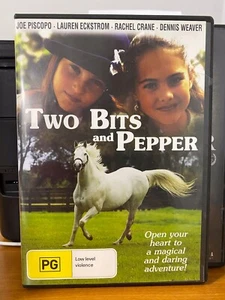 JOE PISCOPO - LAUREN ECKSTROM - RACHEL CRANE - DENNIS WEAVER
TWO BITS
and PEPPER
Open your
heart to
a magical
and daring
adventure!
PG
Low level
violence